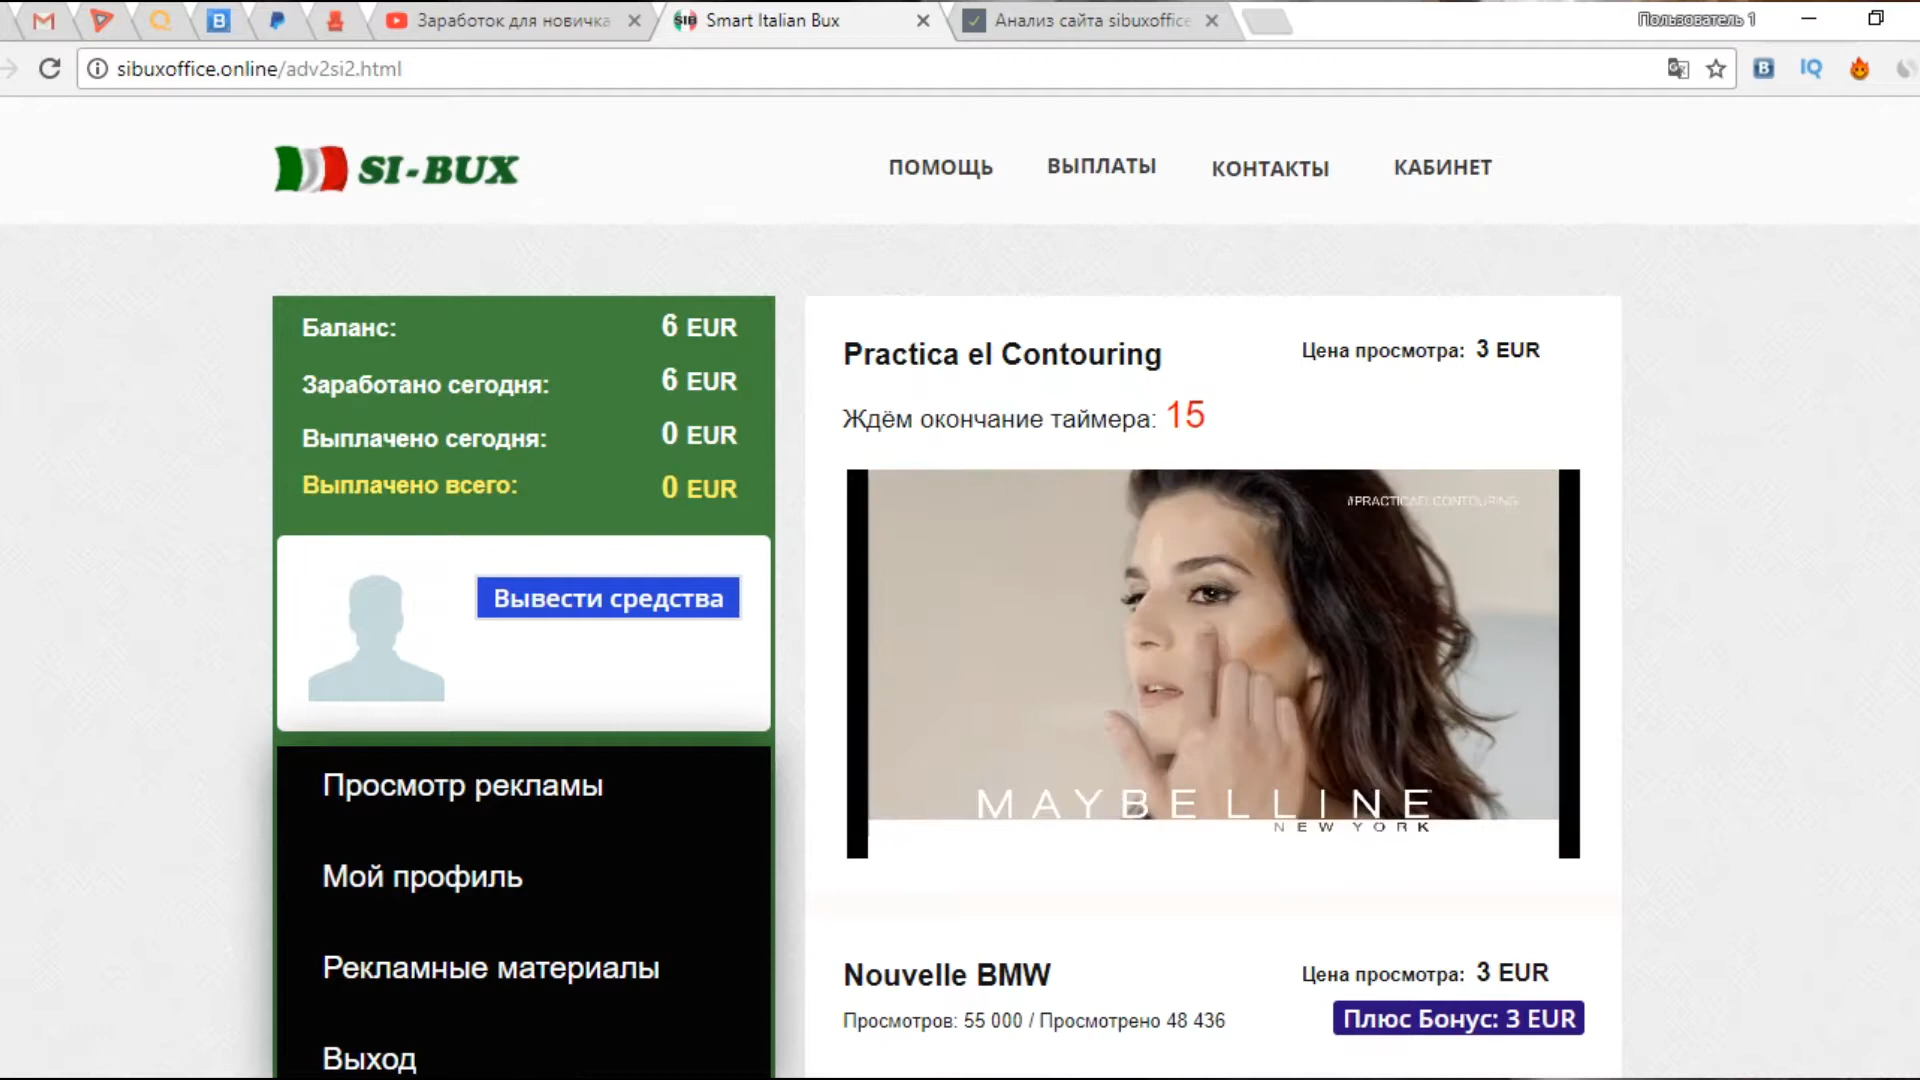 Заработок для новичка
Smart Italian Bux
Анализ сайта sibuxoffice
Пользователь 1
sibuxoffice.online/adv2si2.html
SI-BUX
ПОМОЩЬ
ВЫПЛАТЫ
КОНТАКТЫ
КАБИНЕТ
Баланс: 6 EUR
Заработано сегодня: 6 EUR
Выплачено сегодня: 0 EUR
Выплачено всего: 0 EUR
Вывести средства
Просмотр рекламы
Мой профиль
Рекламные материалы
Выход
Practica el Contouring
Цена просмотра: 3 EUR
Ждём окончание таймера: 15
#PRACTICAELCONTOURING
MAYBELLINE
NEW YORK
Nouvelle BMW
Цена просмотра: 3 EUR
Просмотров: 55 000 / Просмотрено 48 436
Плюс Бонус: 3 EUR